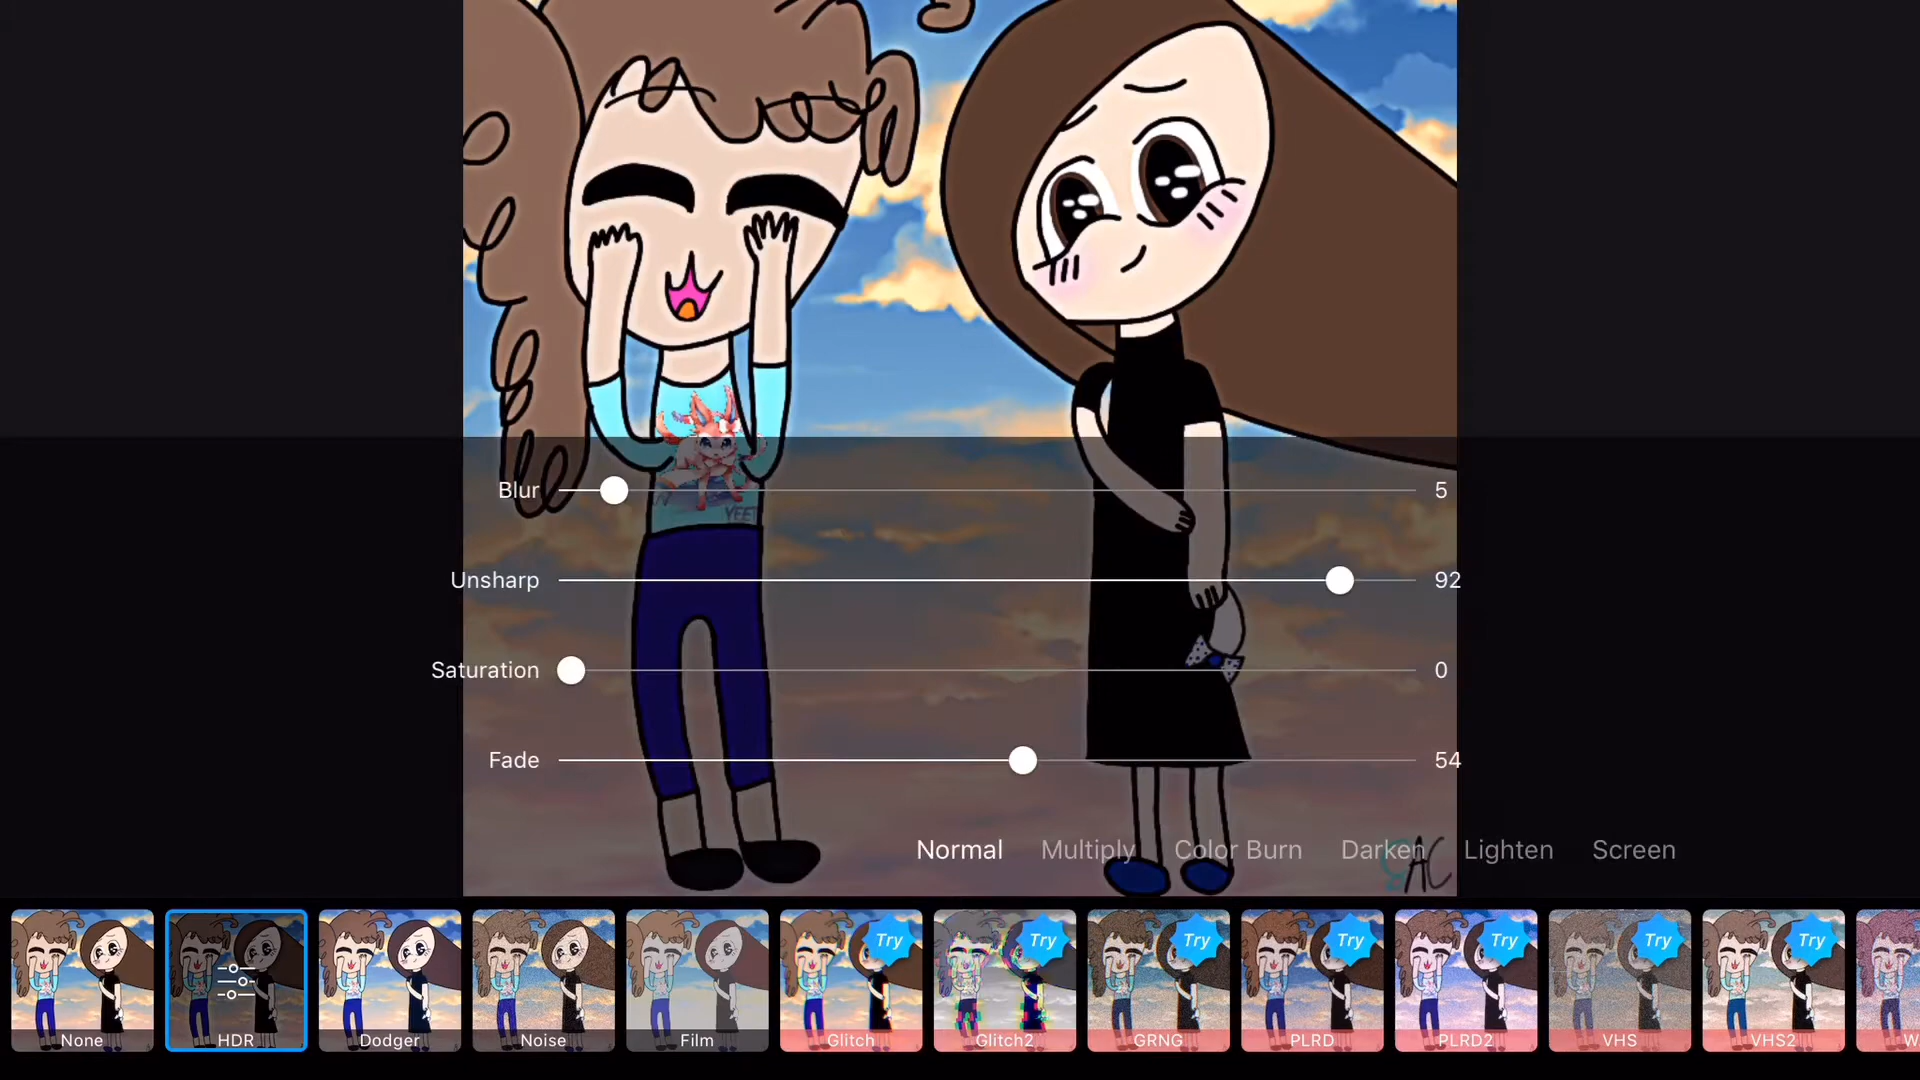 YEET
Blur 5
Unsharp 92
Saturation 0
Fade 54
Normal Multiply Color Burn Darken Lighten Screen
Try Try Try Try Try Try Try
None HDR Dodger Noise Film Glitch Glitch2 GRNG PLRD PLRD2 VHS VHS2